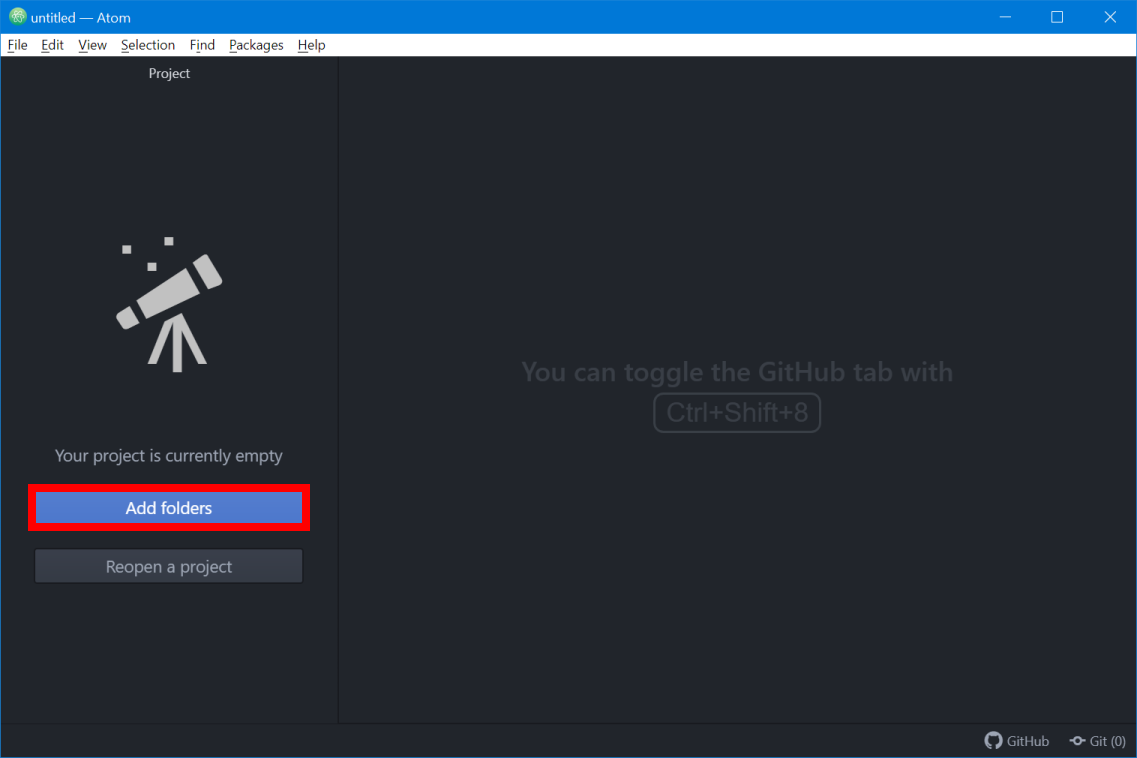 untitled — Atom
File Edit View Selection Find Packages Help
Project
You can toggle the GitHub tab with
Ctrl+Shift+8
Your project is currently empty
Add folders
Reopen a project
GitHub Git (0)